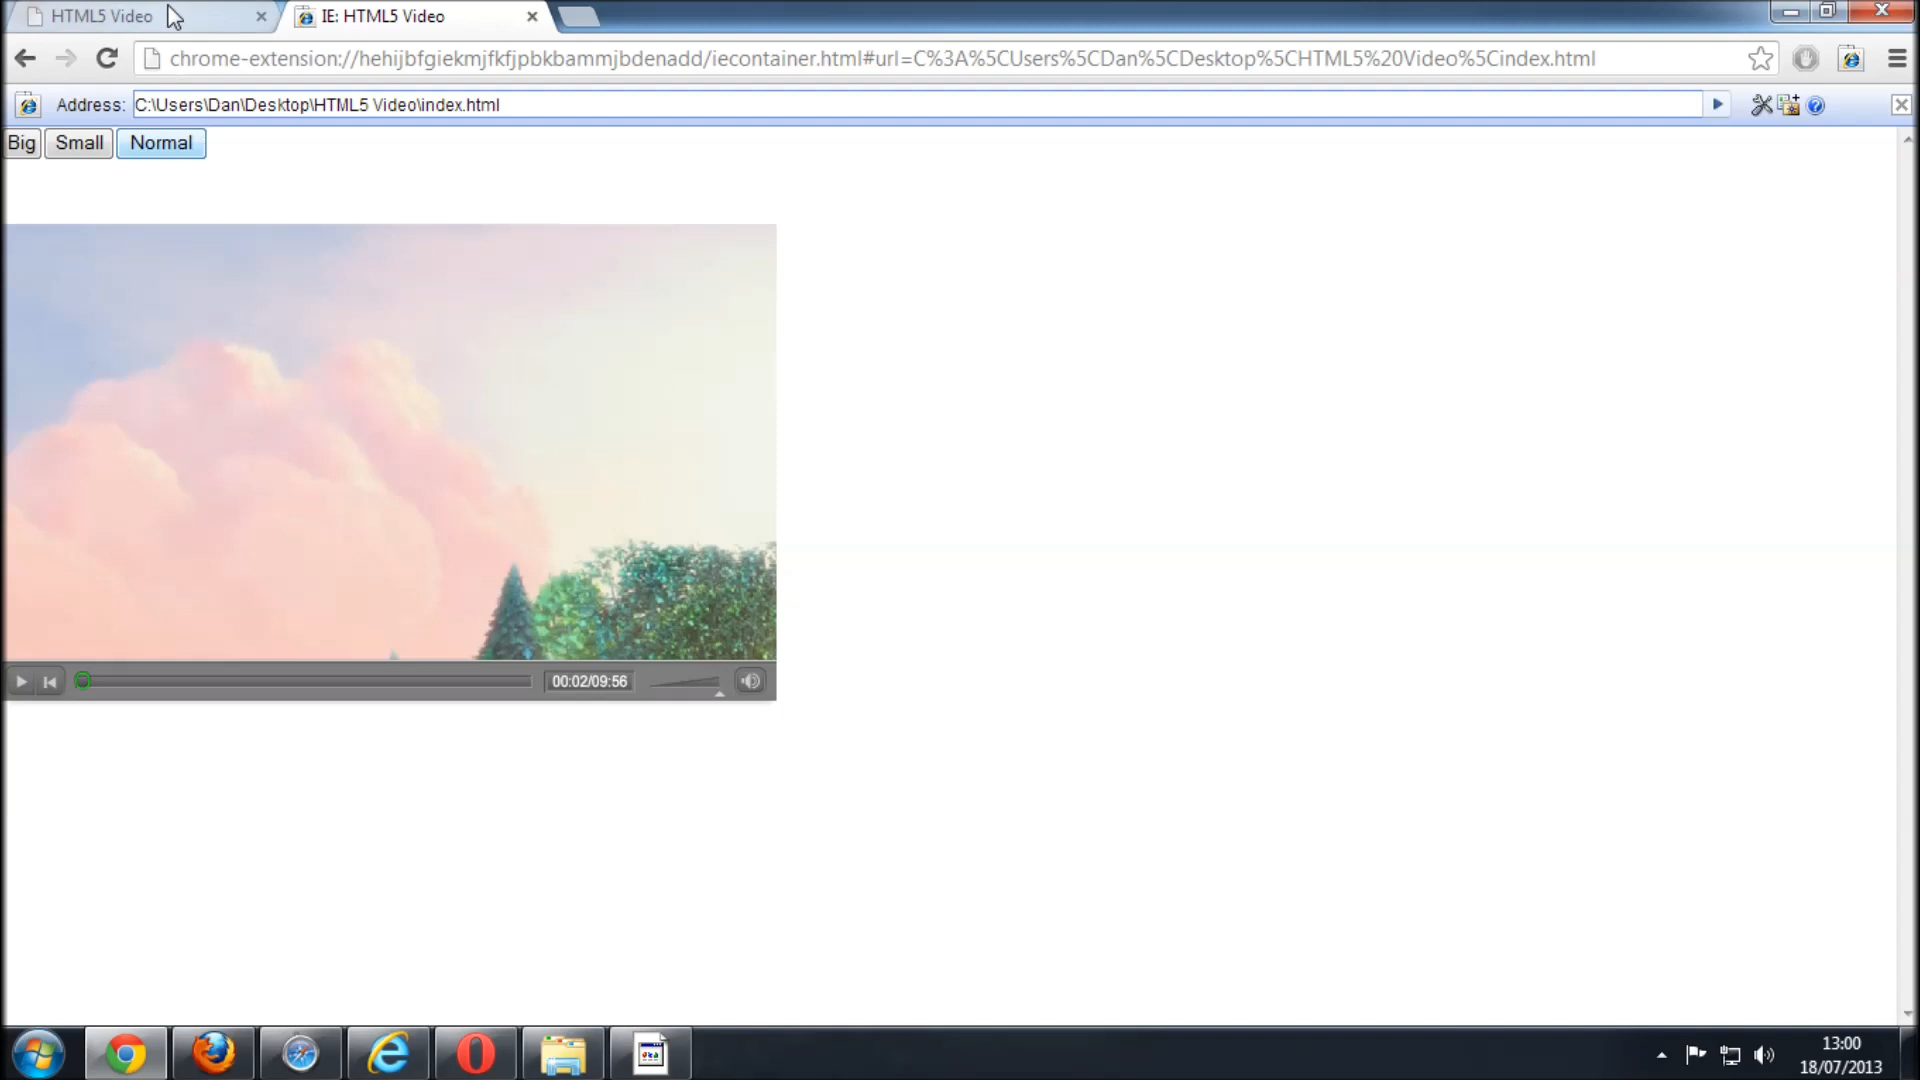 HTML5 Video
IE: HTML5 Video
chrome-extension://hehijbfgiekmjfkfjpbkbammjbdenadd/iecontainer.html#url=C%3A%5CUsers%5CDan%5CDesktop%5CHTML5%20Video%5Cindex.html
Address: C:\Users\Dan\Desktop\HTML5 Video\index.html
Big Small Normal
00:02/09:56
13:00
18/07/2013